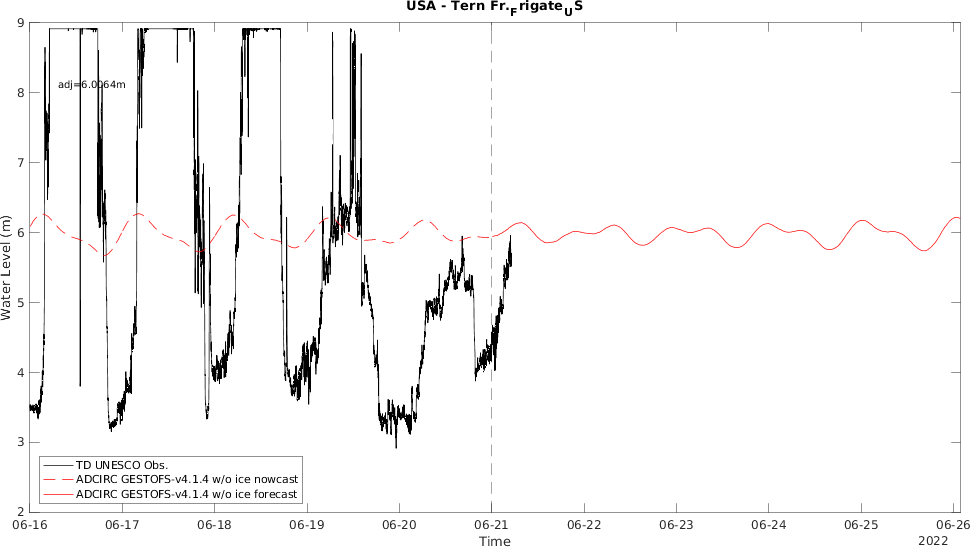 USA - Tern Fr.FrigateUS
9
8
7
6
5
4
3
2
Water Level (m)
adj=6.0064m
TD UNESCO Obs.
ADCIRC GESTOFS-v4.1.4 w/o ice nowcast
ADCIRC GESTOFS-v4.1.4 w/o ice forecast
06-16 06-17 06-18 06-19 06-20 06-21 06-22 06-23 06-24 06-25 06-26
Time
2022